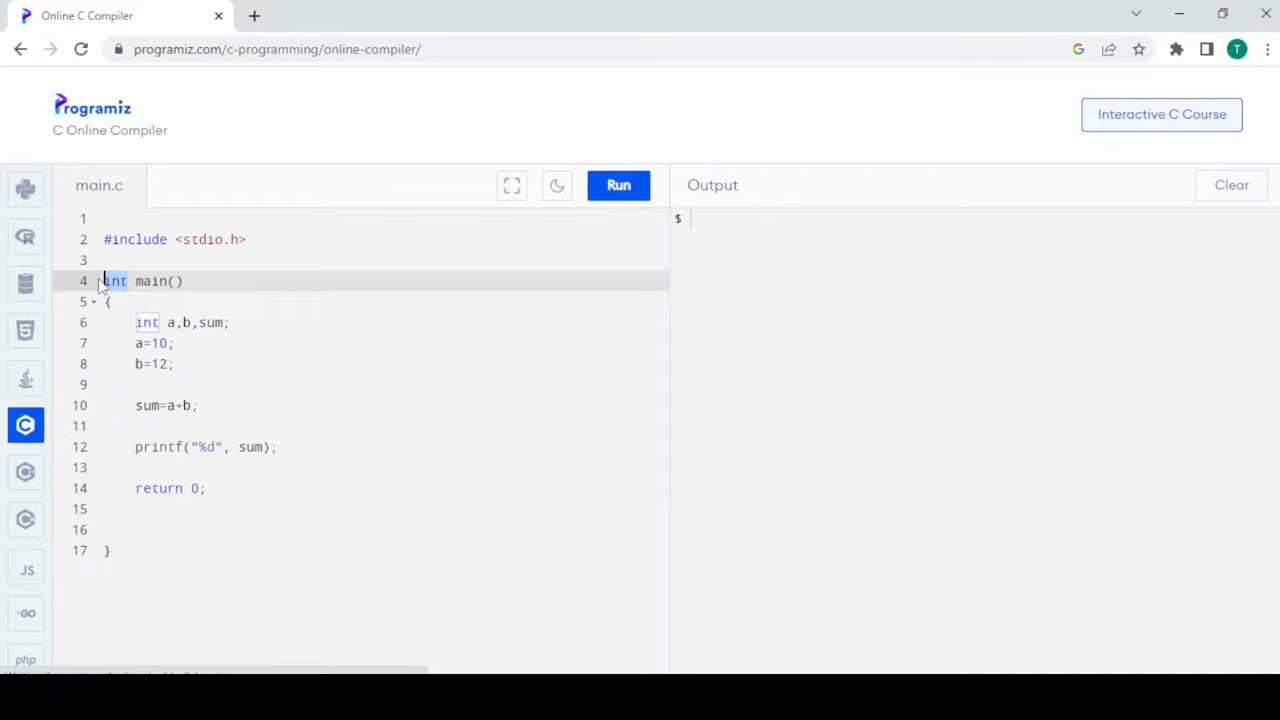 Online C Compiler
programiz.com/c-programming/online-compiler/
T
Programiz
C Online Compiler
Interactive C Course
main.c
Run
Output
Clear
1
2 #include <stdio.h>
3
4 int main()
5 {
6 int a,b,sum;
7 a=10;
8 b=12;
9
10 sum=a+b;
11
12 printf("%d", sum);
13
14 return 0;
15
16
17 }
$
JS
GO
php